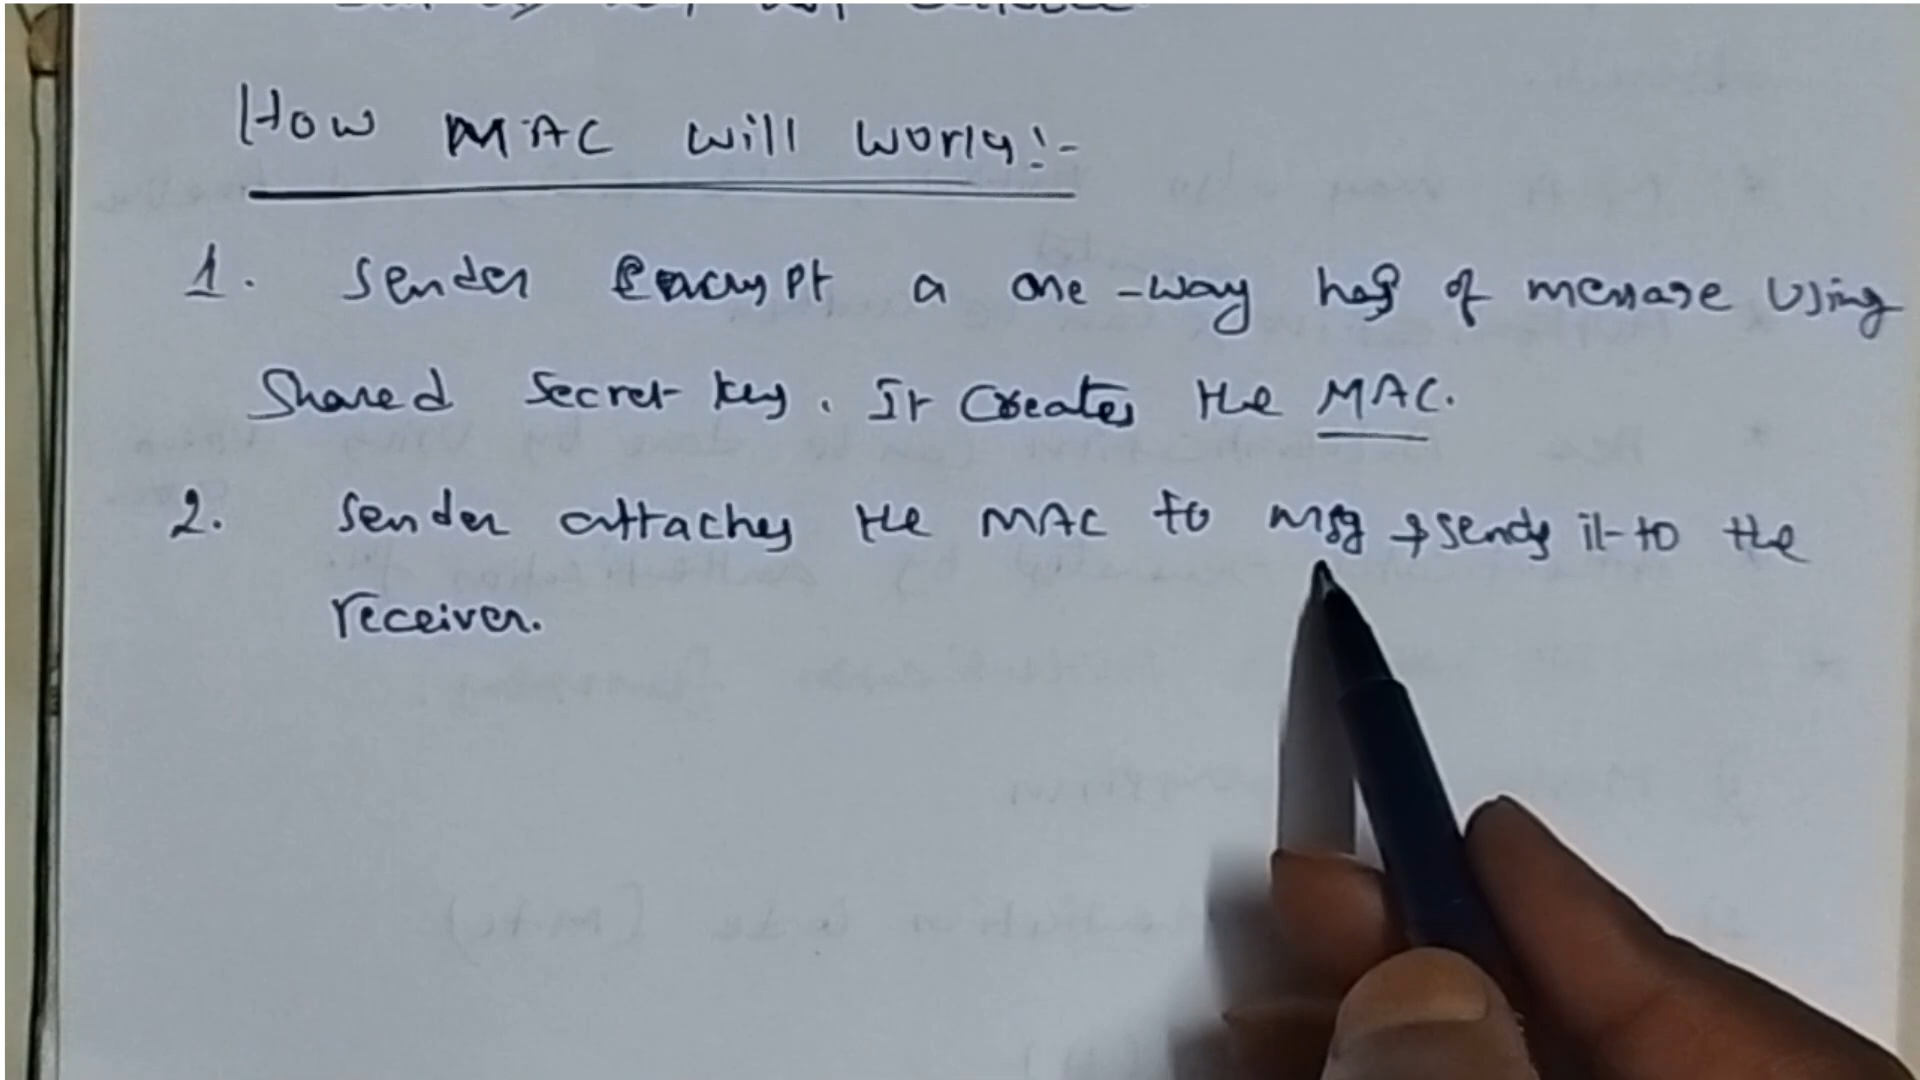 How MAC will work:-
1. Sender Encrypt a one-way hash of message Using
Shared Secret key. It creates the MAC.
2. Sender attaches the MAC to msg & sends it to the
receiver.